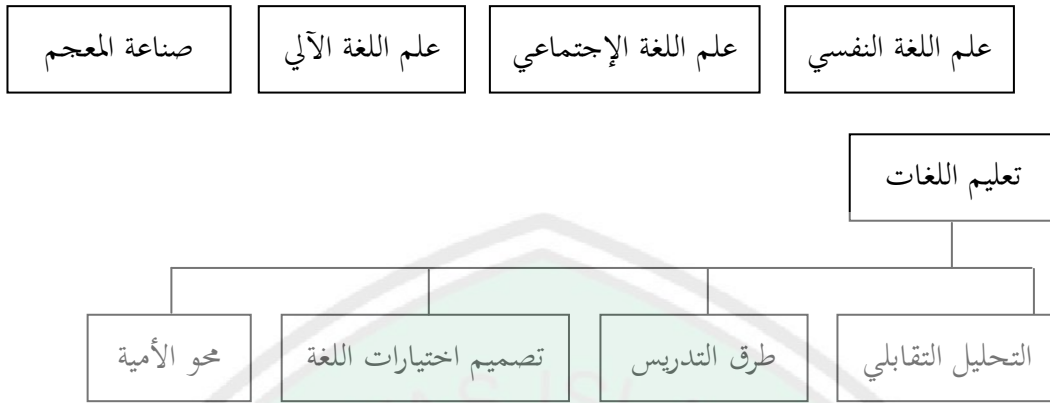 علم اللغة النفسي
علم اللغة الإجتماعي
علم اللغة الآلي
صناعة المعجم
تعليم اللغات
التحليل التقابلي
طرق التدريس
تصميم اختيارات اللغة
محو الأمية